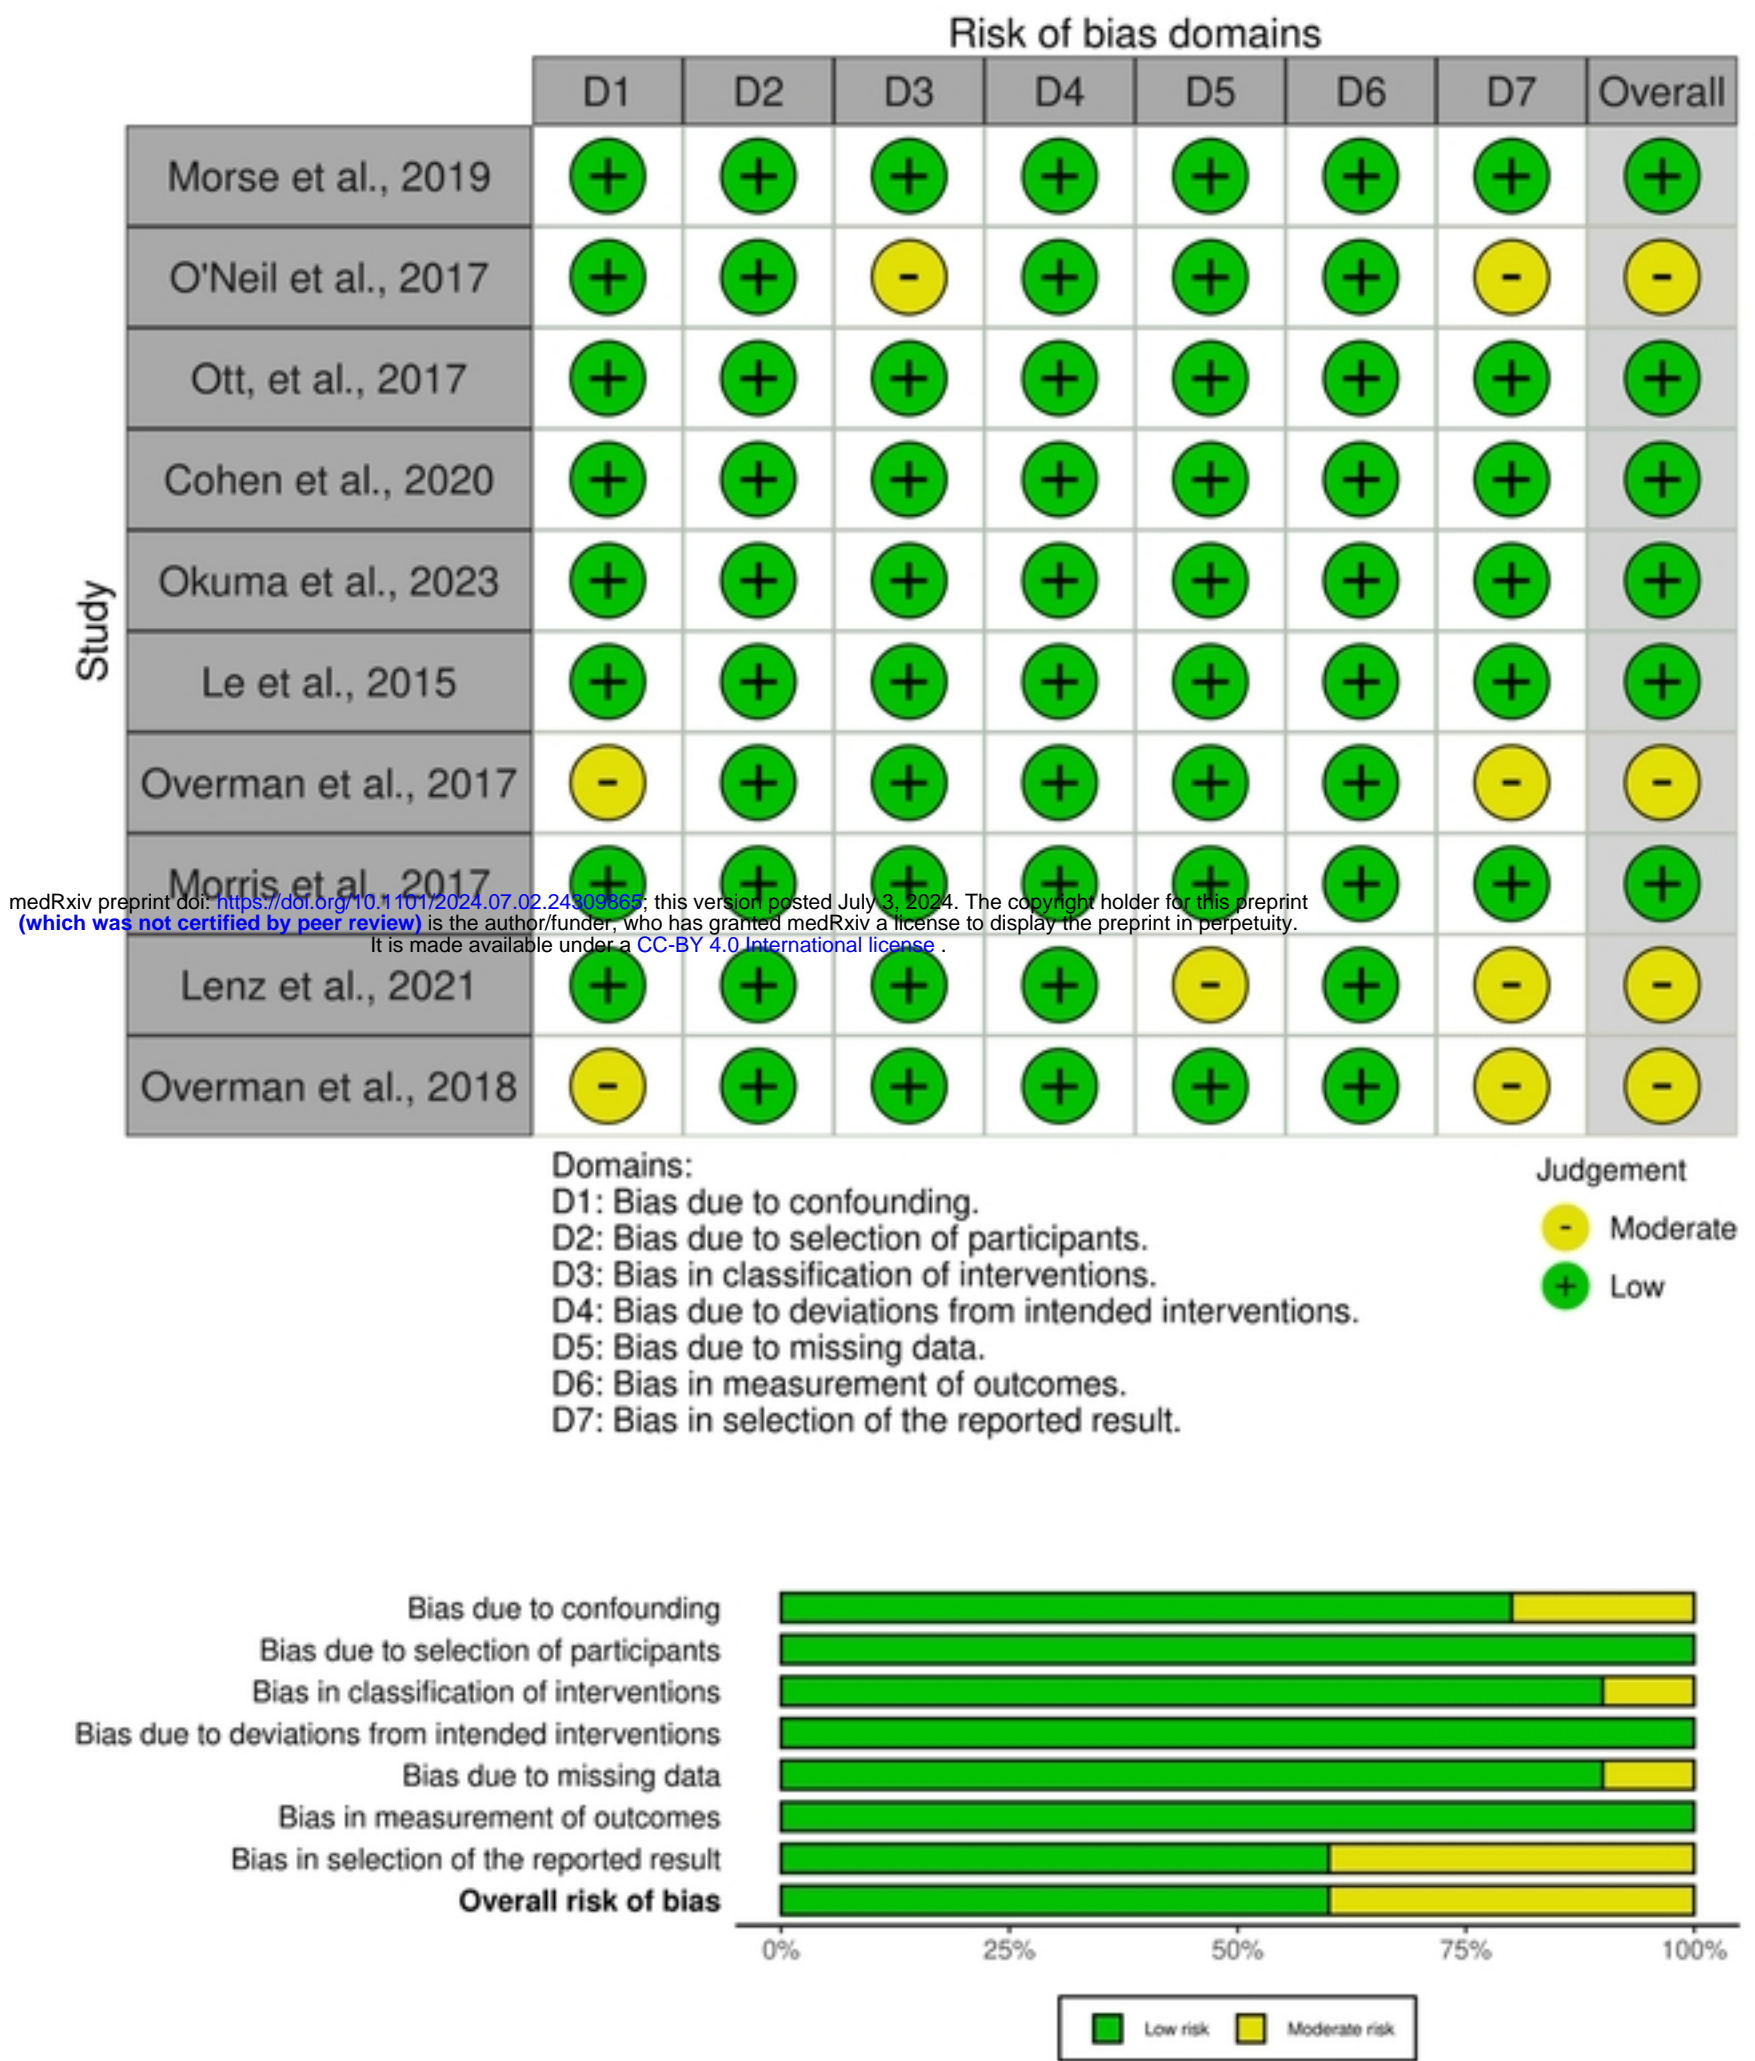 Risk of bias domains
D1 D2 D3 D4 D5 D6 D7 Overall
Study
Morse et al., 2019 + + + + + + + +
O'Neil et al., 2017 + + - + + + - -
Ott, et al., 2017 + + + + + + + +
Cohen et al., 2020 + + + + + + + +
Okuma et al., 2023 + + + + + + + +
Le et al., 2015 + + + + + + + +
Overman et al., 2017 - + + + + + - -
Morris et al., 2017 + + + + + + + +
medRxiv preprint doi: https://doi.org/10.1101/2024.07.02.24309865; this version posted July 3, 2024. The copyright holder for this preprint
(which was not certified by peer review) is the author/funder, who has granted medRxiv a license to display the preprint in perpetuity.
It is made available under a CC-BY 4.0 International license .
Lenz et al., 2021 + + + + - + - -
Overman et al., 2018 - + + + + + - -
Domains:
D1: Bias due to confounding.
D2: Bias due to selection of participants.
D3: Bias in classification of interventions.
D4: Bias due to deviations from intended interventions.
D5: Bias due to missing data.
D6: Bias in measurement of outcomes.
D7: Bias in selection of the reported result.
Judgement
- Moderate
+ Low
Bias due to confounding
Bias due to selection of participants
Bias in classification of interventions
Bias due to deviations from intended interventions
Bias due to missing data
Bias in measurement of outcomes
Bias in selection of the reported result
Overall risk of bias
0% 25% 50% 75% 100%
Low risk Moderate risk